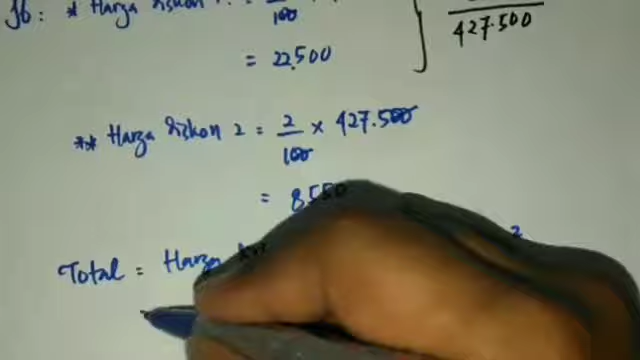 Jb: * Harga diskon 1 =
100
427.500
= 22.500
** Harga diskon 2 = 2/100 × 427.500
= 8.550
Total = Harga
2